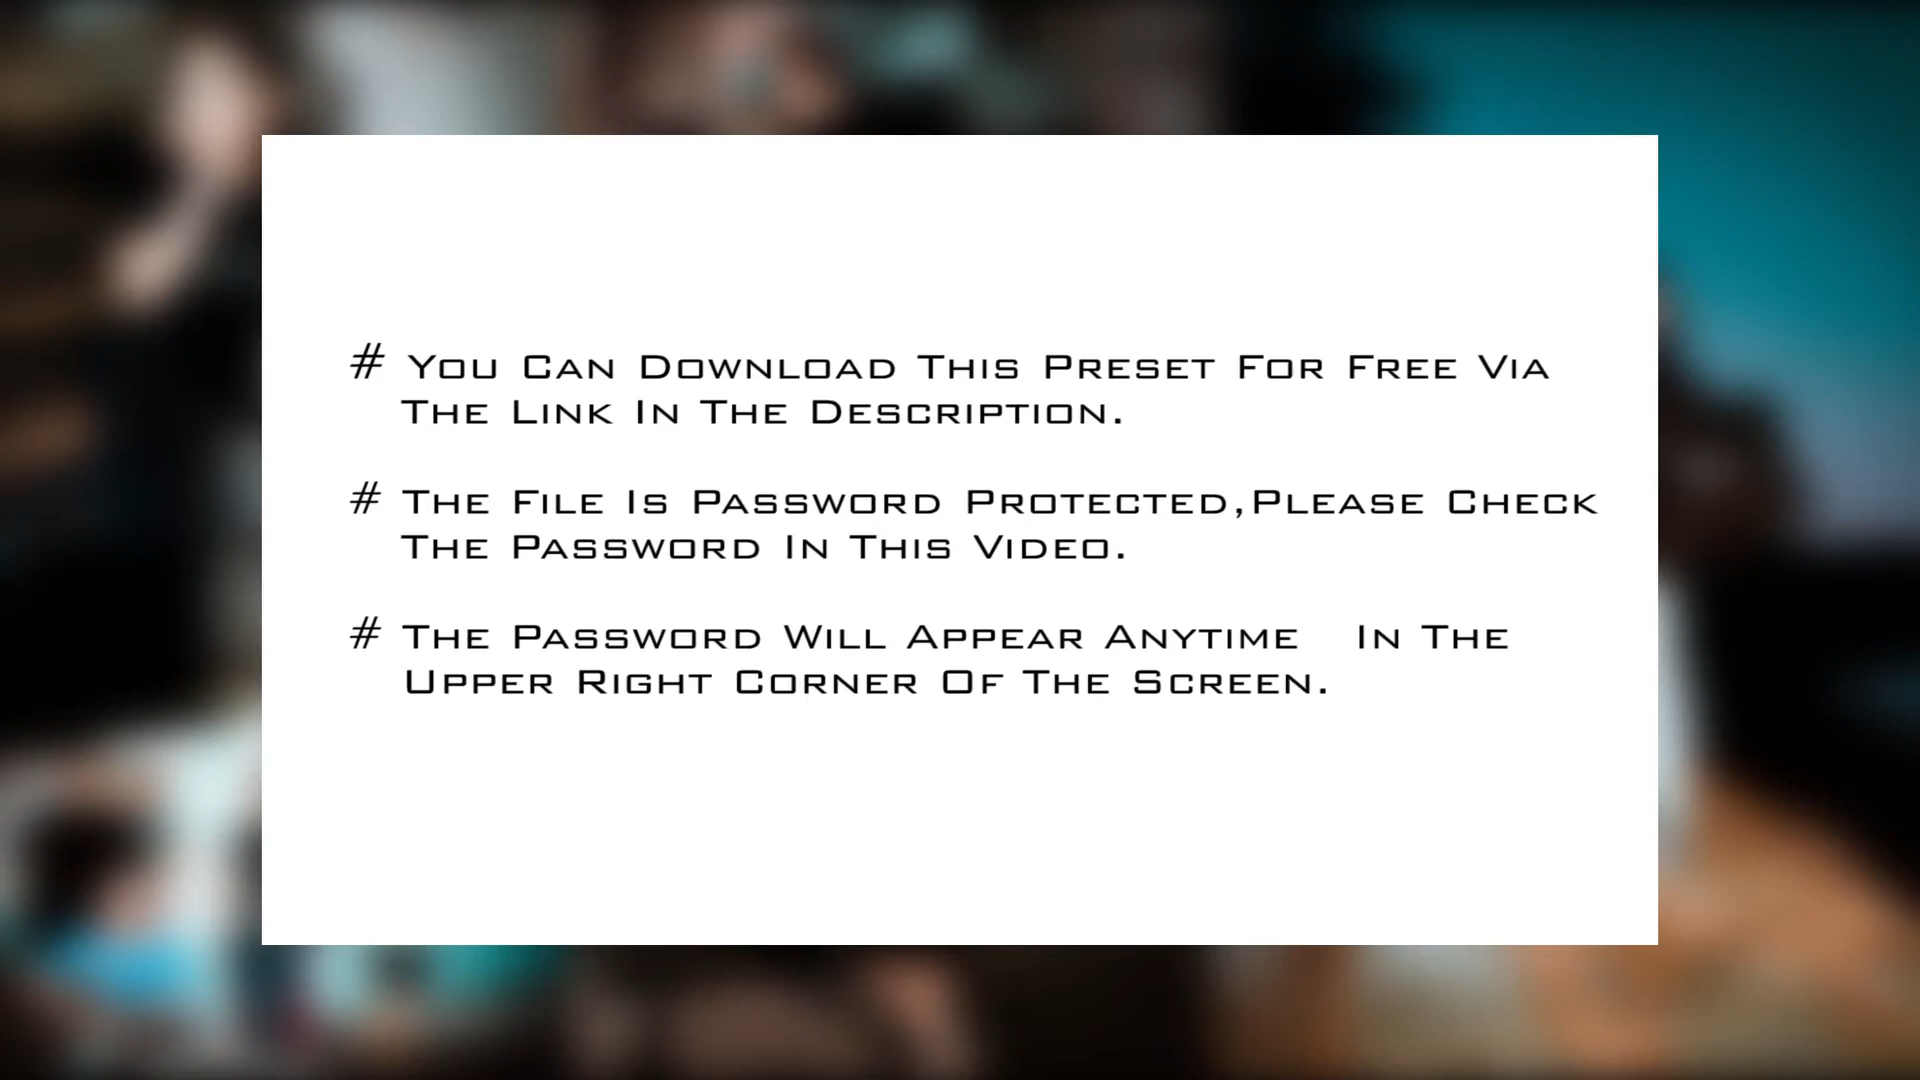 # You Can Download This Preset For Free Via
The Link In The Description.
# The File Is Password Protected,Please Check
The Password In This Video.
# The Password Will Appear Anytime In The
Upper Right Corner Of The Screen.